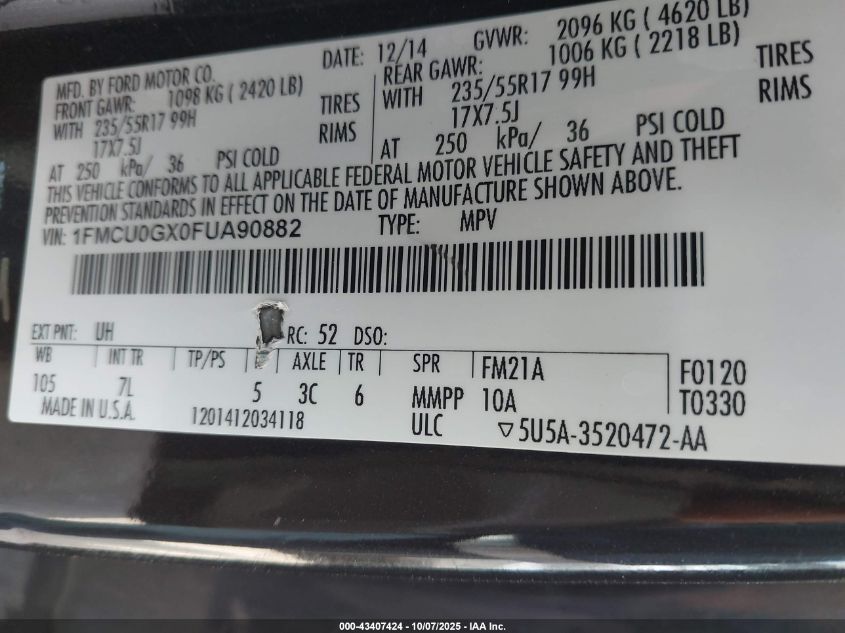 MFD. BY FORD MOTOR CO. DATE: 12/14 GVWR: 2096 KG ( 4620 LB)
FRONT GAWR: 1098 KG ( 2420 LB) REAR GAWR: 1006 KG ( 2218 LB)
WITH 235/55R17 99H TIRES WITH 235/55R17 99H TIRES
17X7.5J RIMS 17X7.5J RIMS
AT 250 kPa/ 36 PSI COLD AT 250 kPa/ 36 PSI COLD
THIS VEHICLE CONFORMS TO ALL APPLICABLE FEDERAL MOTOR VEHICLE SAFETY AND THEFT
PREVENTION STANDARDS IN EFFECT ON THE DATE OF MANUFACTURE SHOWN ABOVE.
VIN: 1FMCU0GX0FUA90882 TYPE: MPV
EXT PNT: UH RC: 52 DSO:
WB INT TR TP/PS AXLE TR SPR FM21A F0120
105 7L 5 3C 6 MMPP 10A T0330
MADE IN U.S.A. 1201412034118 ULC ▽5U5A-3520472-AA
000-43407424 - 10/07/2025 - IAA Inc.